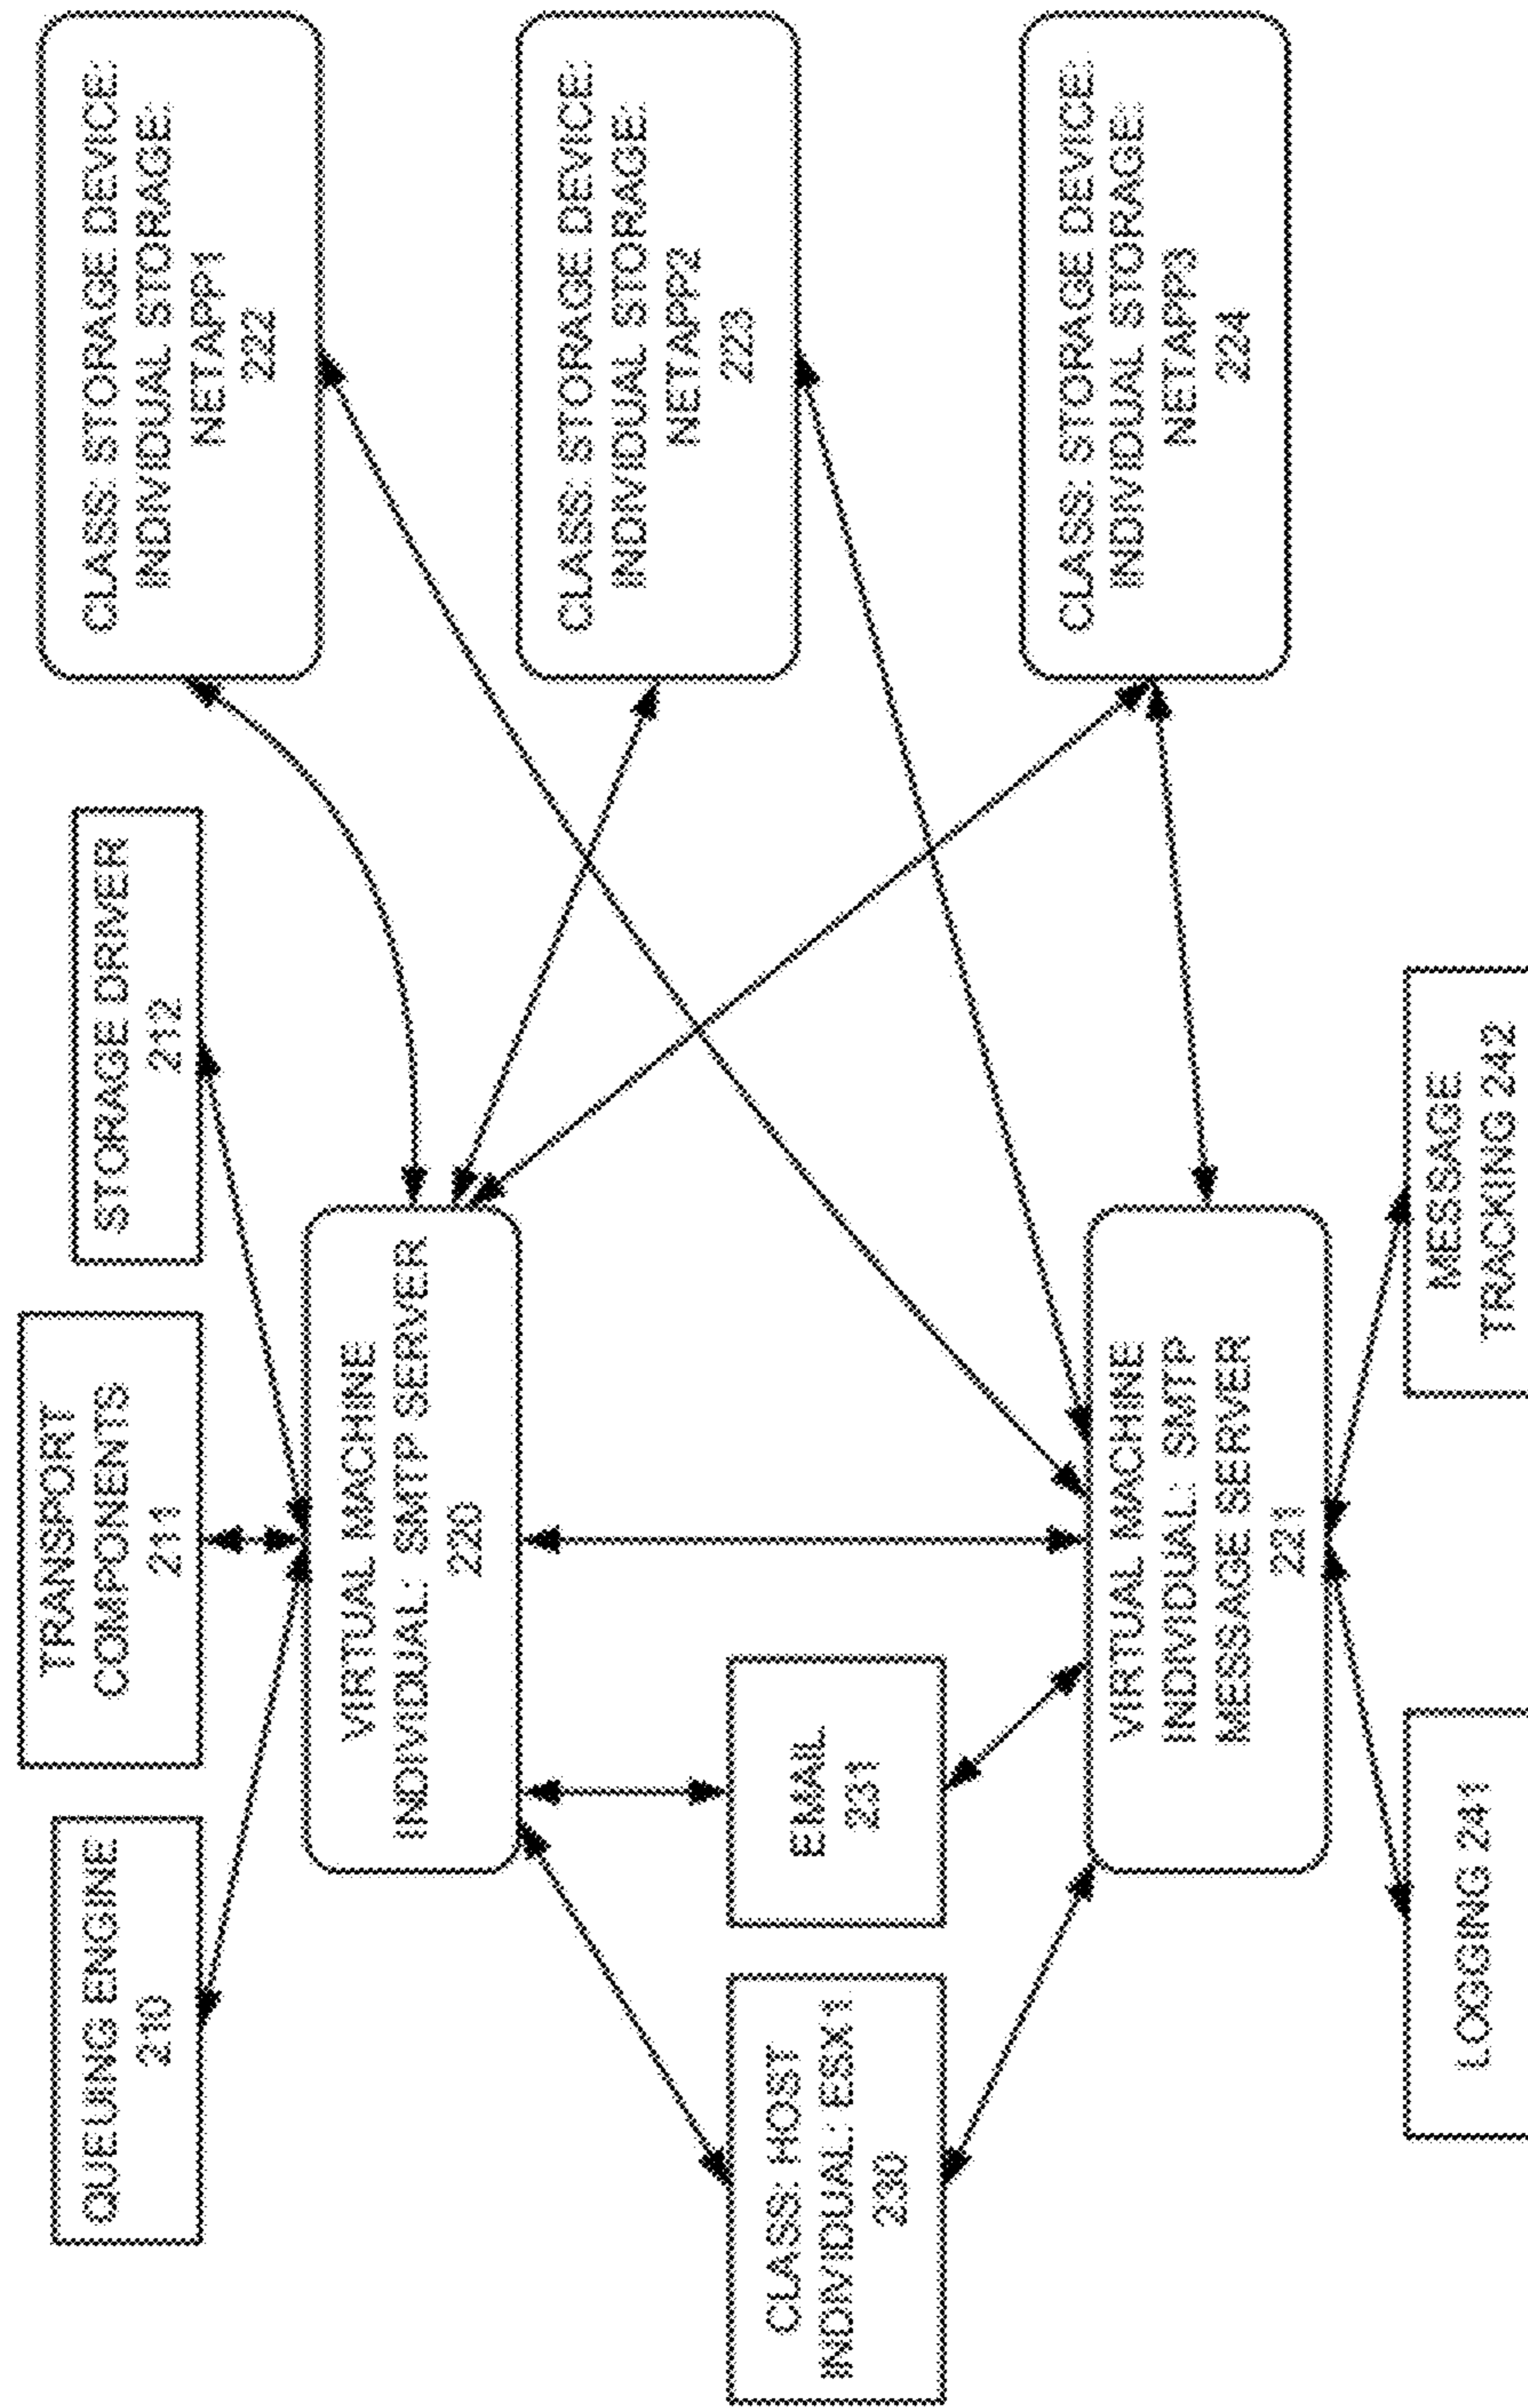 QUEUING ENGINE
210
TRANSPORT
COMPONENTS
211
STORAGE DRIVER
212
CLASS: STORAGE DEVICE:
INDIVIDUAL STORAGE:
NETAPP1
222
VIRTUAL MACHINE
INDIVIDUAL: SMTP SERVER
220
CLASS: STORAGE DEVICE:
INDIVIDUAL STORAGE:
NETAPP2
223
CLASS: HOST
INDIVIDUAL: ESX 1
230
EMAIL
231
CLASS: STORAGE DEVICE:
INDIVIDUAL STORAGE:
NETAPP3
224
VIRTUAL MACHINE
INDIVIDUAL: SMTP
MESSAGE SERVER
221
LOGGING 241
MESSAGE
TRACKING 242